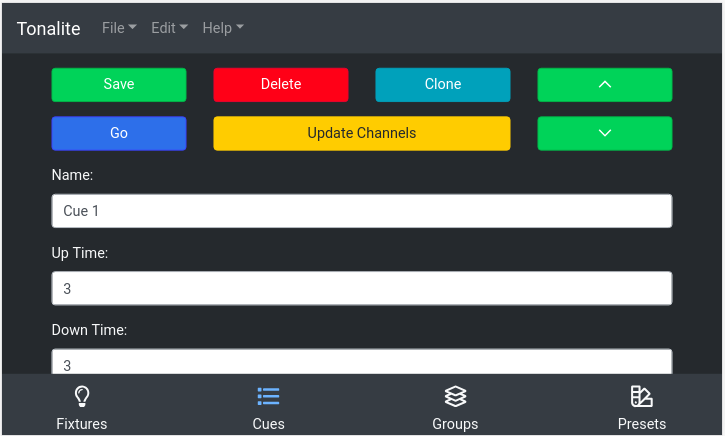 Tonalite File Edit Help
Save Delete Clone
Go Update Channels
Name:
Cue 1
Up Time:
3
Down Time:
3
Fixtures Cues Groups Presets